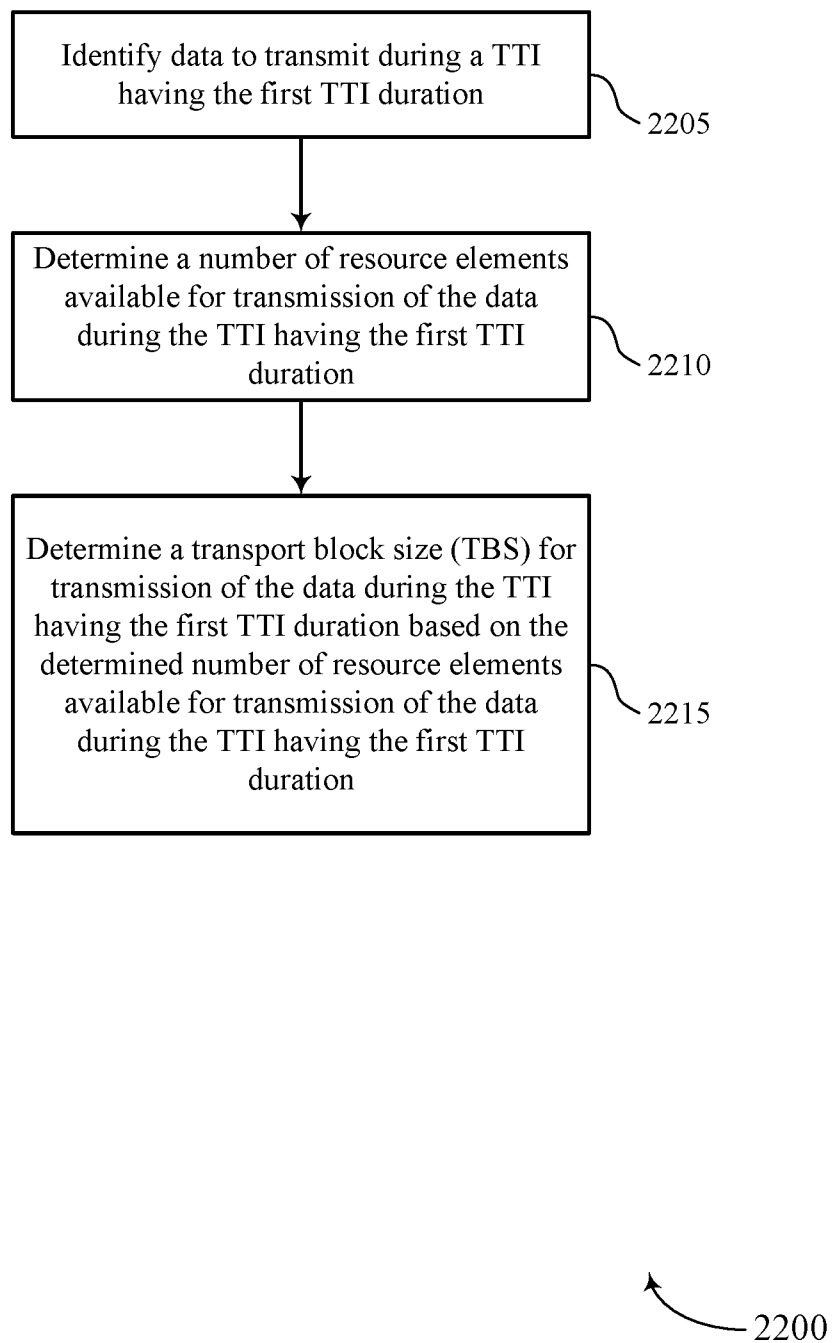 Identify data to transmit during a TTI
having the first TTI duration
2205
Determine a number of resource elements
available for transmission of the data
during the TTI having the first TTI
duration
2210
Determine a transport block size (TBS) for
transmission of the data during the TTI
having the first TTI duration based on the
determined number of resource elements
available for transmission of the data
during the TTI having the first TTI
duration
2215
2200